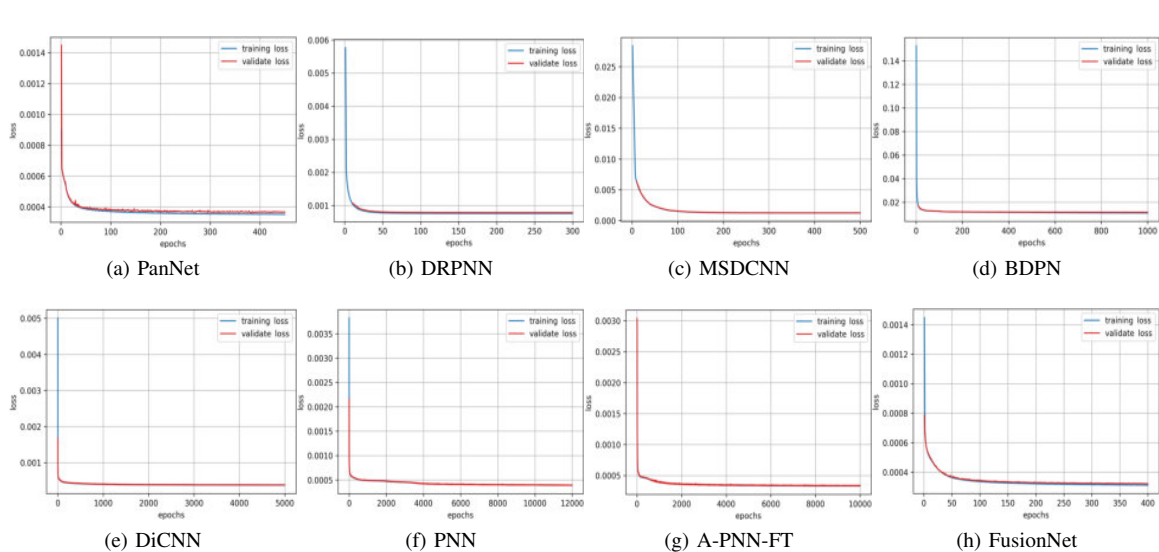 training loss
validate loss
0.0014
0.0012
0.0010
0.0008
0.0006
0.0004
loss
0 100 200 300 400
epochs
(a) PanNet
training loss
validate loss
0.006
0.005
0.004
0.003
0.002
0.001
loss
0 50 100 150 200 250 300
epochs
(b) DRPNN
training loss
validate loss
0.025
0.020
0.015
0.010
0.005
0.000
loss
0 100 200 300 400 500
epochs
(c) MSDCNN
training loss
validate loss
0.14
0.12
0.10
0.08
0.06
0.04
0.02
loss
0 200 400 600 800 1000
epochs
(d) BDPN
training loss
validate loss
0.005
0.004
0.003
0.002
0.001
loss
0 1000 2000 3000 4000 5000
epochs
(e) DiCNN
training loss
validate loss
0.0035
0.0030
0.0025
0.0020
0.0015
0.0010
0.0005
loss
0 2000 4000 6000 8000 10000 12000
epochs
(f) PNN
training loss
validate loss
0.0030
0.0025
0.0020
0.0015
0.0010
0.0005
loss
0 2000 4000 6000 8000 10000
epochs
(g) A-PNN-FT
training loss
validate loss
0.0014
0.0012
0.0010
0.0008
0.0006
0.0004
loss
0 50 100 150 200 250 300 350 400
epochs
(h) FusionNet